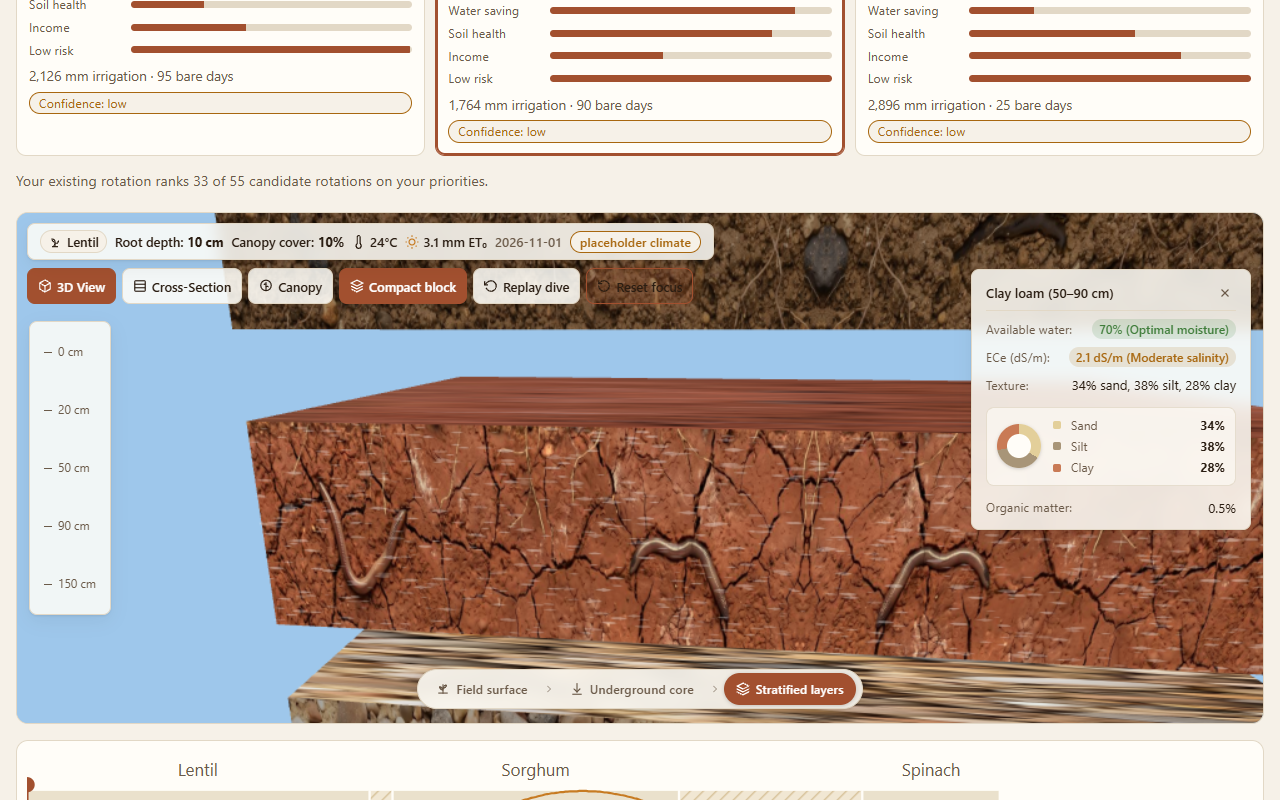 Soil health
Income
Low risk
2,126 mm irrigation · 95 bare days
Confidence: low
Water saving
Soil health
Income
Low risk
1,764 mm irrigation · 90 bare days
Confidence: low
Water saving
Soil health
Income
Low risk
2,896 mm irrigation · 25 bare days
Confidence: low
Your existing rotation ranks 33 of 55 candidate rotations on your priorities.
Lentil Root depth: 10 cm Canopy cover: 10% 24°C 3.1 mm ET₀ 2026-11-01 placeholder climate
3D View Cross-Section Canopy Compact block Replay dive Reset focus
0 cm
20 cm
50 cm
90 cm
150 cm
Clay loam (50–90 cm) ×
Available water: 70% (Optimal moisture)
ECe (dS/m): 2.1 dS/m (Moderate salinity)
Texture: 34% sand, 38% silt, 28% clay
Sand 34%
Silt 38%
Clay 28%
Organic matter: 0.5%
Field surface › Underground core › Stratified layers
Lentil Sorghum Spinach